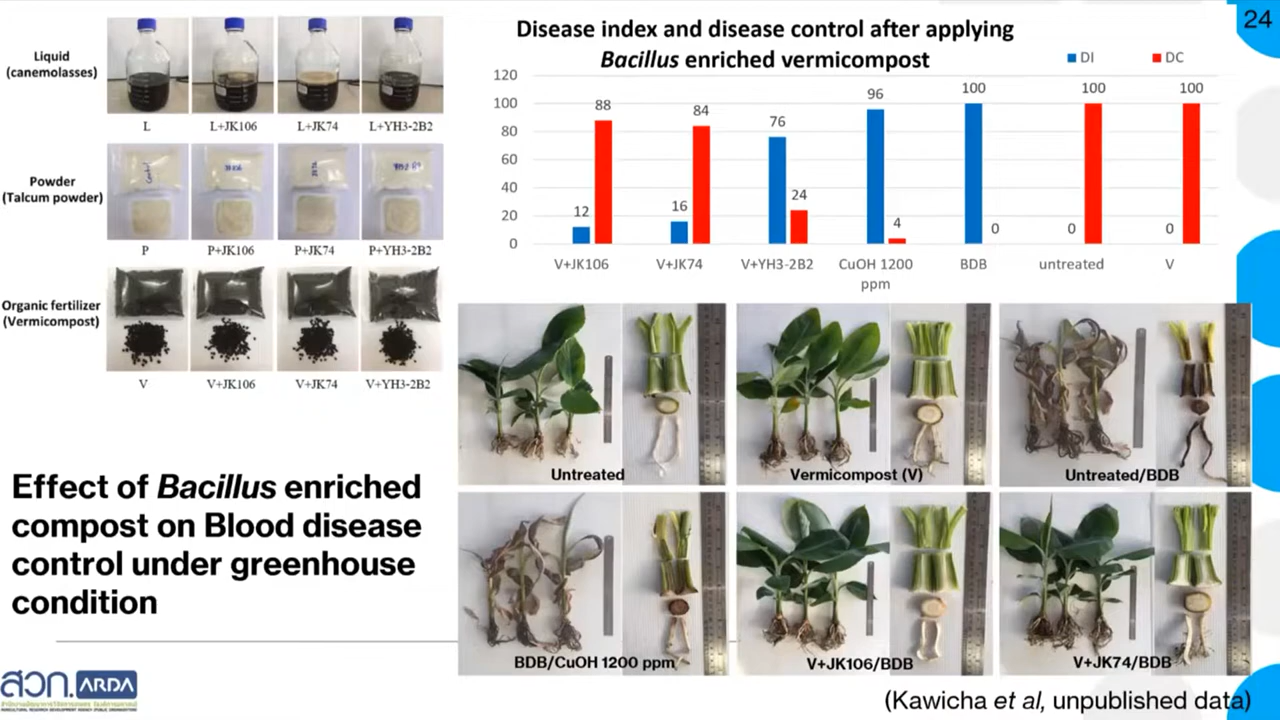 24
Liquid
(canemolasses)
L
L+JK106
L+JK74
L+YH3-2B2
Powder
(Talcum powder)
P
P+JK106
P+JK74
P+YH3-2B2
Organic fertilizer
(Vermicompost)
V
V+JK106
V+JK74
V+YH3-2B2
Disease index and disease control after applying
Bacillus enriched vermicompost
DI
DC
120
100
80
60
40
20
0
12
88
16
84
76
24
96
4
100
0
0
100
0
100
V+JK106
V+JK74
V+YH3-2B2
CuOH 1200
ppm
BDB
untreated
V
Untreated
Vermicompost (V)
Untreated/BDB
BDB/CuOH 1200 ppm
V+JK106/BDB
V+JK74/BDB
Effect of Bacillus enriched
compost on Blood disease
control under greenhouse
condition
สวก. ARDA
(Kawicha et al, unpublished data)